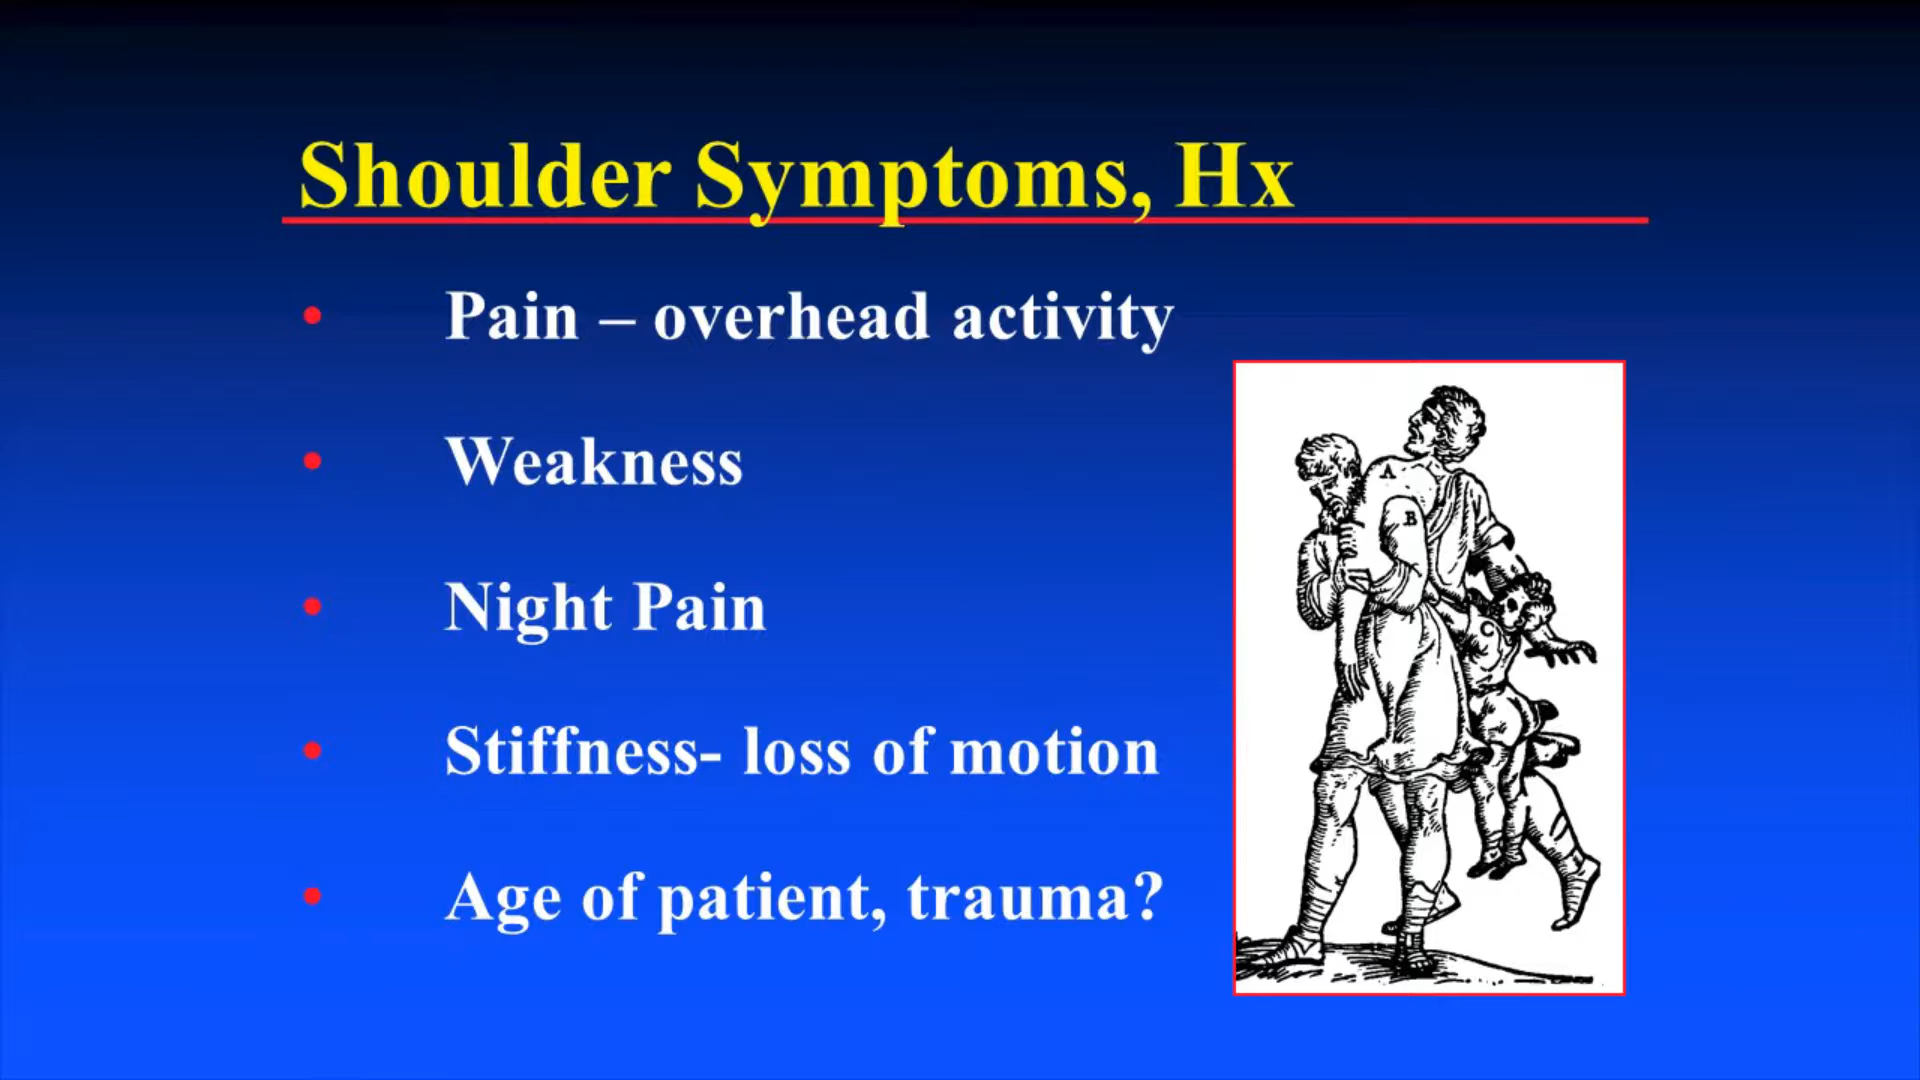 Shoulder Symptoms, Hx
• Pain – overhead activity
• Weakness
• Night Pain
• Stiffness- loss of motion
• Age of patient, trauma?
A
B
C